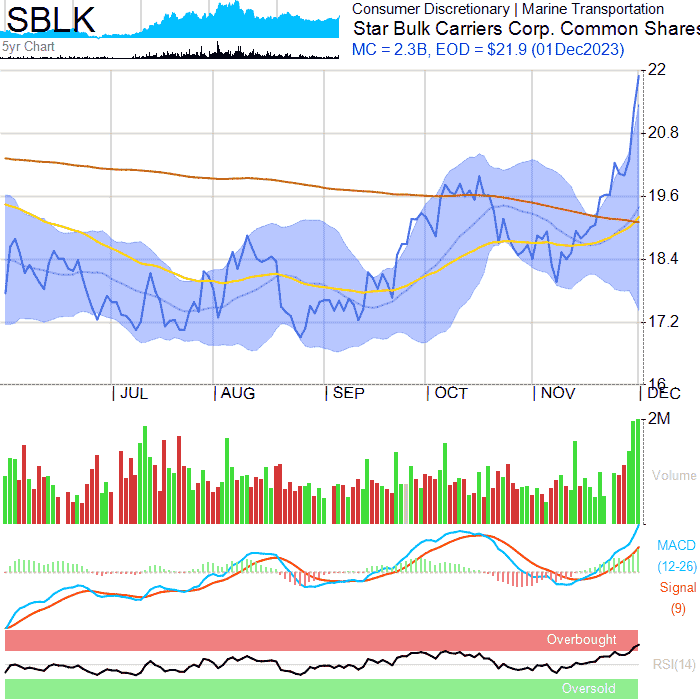 SBLK
5yr Chart
Consumer Discretionary | Marine Transportation
Star Bulk Carriers Corp. Common Shares
MC = 2.3B, EOD = $21.9 (01Dec2023)
22
20.8
19.6
18.4
17.2
16
| JUL | AUG | SEP | OCT | NOV | DEC
2M
Volume
MACD
(12-26)
Signal
(9)
Overbought
RSI(14)
Oversold